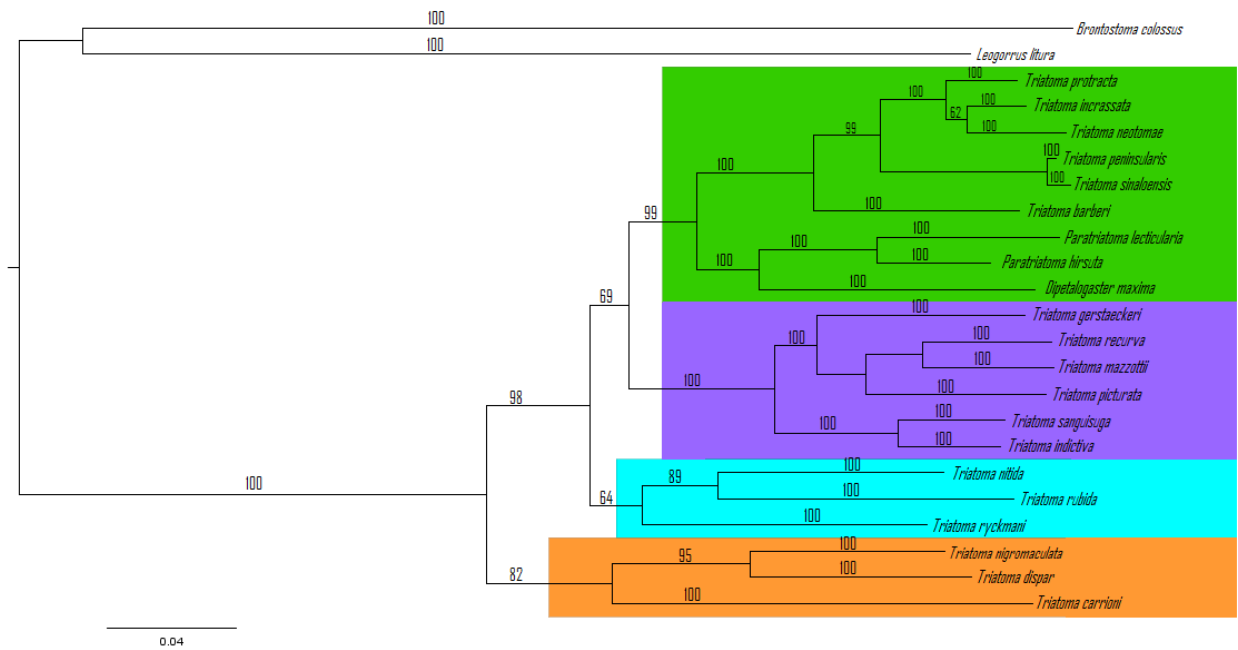 100
Brontostoma colossus
100
Leogorrus litura
100
Triatoma protracta
100
100
Triatoma incrassata
62
99
100
Triatoma neotomae
100
Triatoma peninsularis
100
100
Triatoma sinaloensis
100
Triatoma barberi
99
100
Paratriatoma lecticularia
100
100
Paratriatoma hirsuta
100
100
Dipetalogaster maxima
69
100
Triatoma gerstaeckeri
100
100
Triatoma recurva
100
Triatoma mazzottii
100
100
Triatoma picturata
98
100
Triatoma sanguisuga
100
100
Triatoma indictiva
100
Triatoma nitida
89
100
64
100
Triatoma rubida
100
Triatoma ryckmani
100
Triatoma nigromaculata
95
82
100
Triatoma dispar
100
Triatoma carrioni
0.04